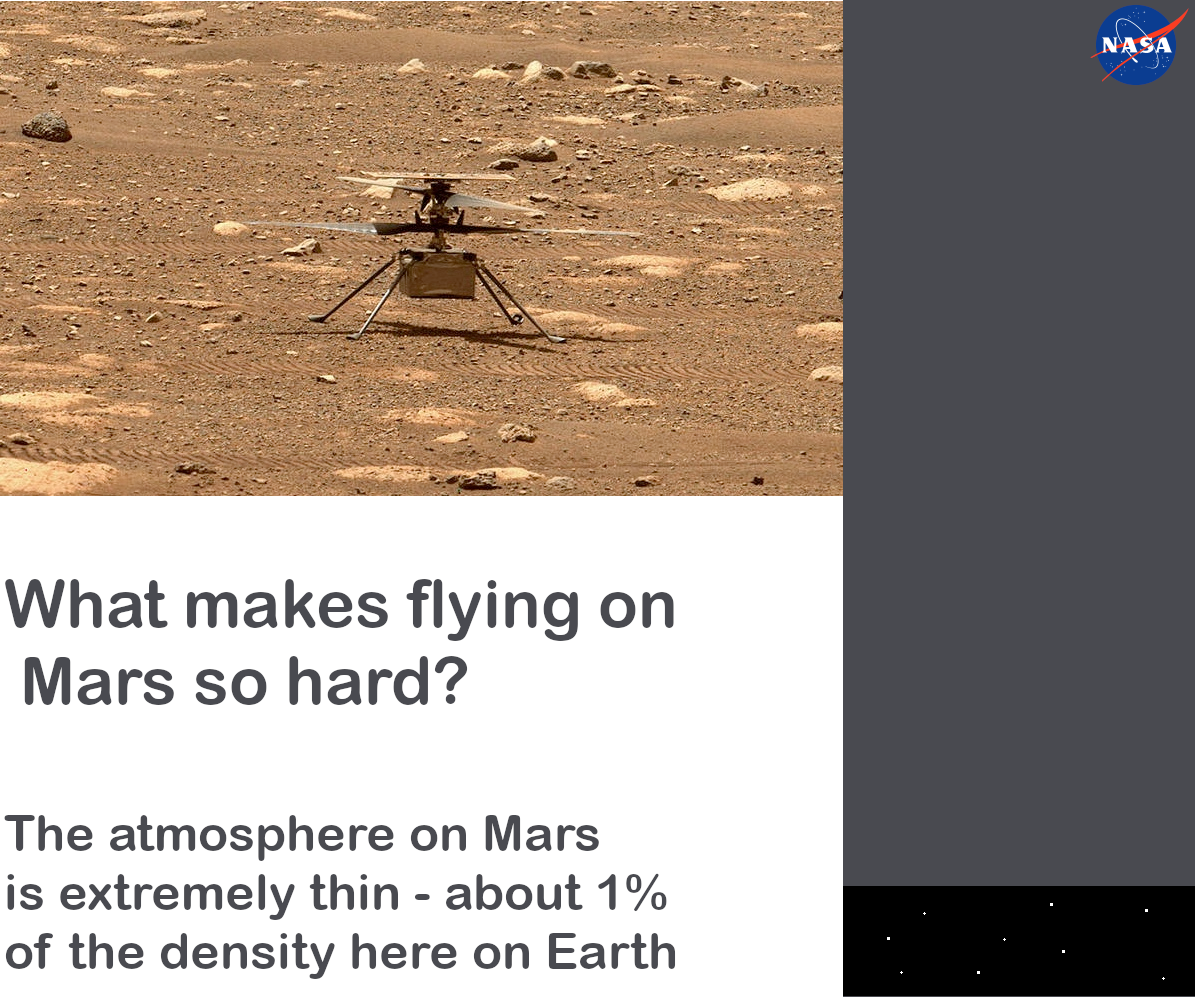 NASA
What makes flying on
Mars so hard?
The atmosphere on Mars
is extremely thin - about 1%
of the density here on Earth